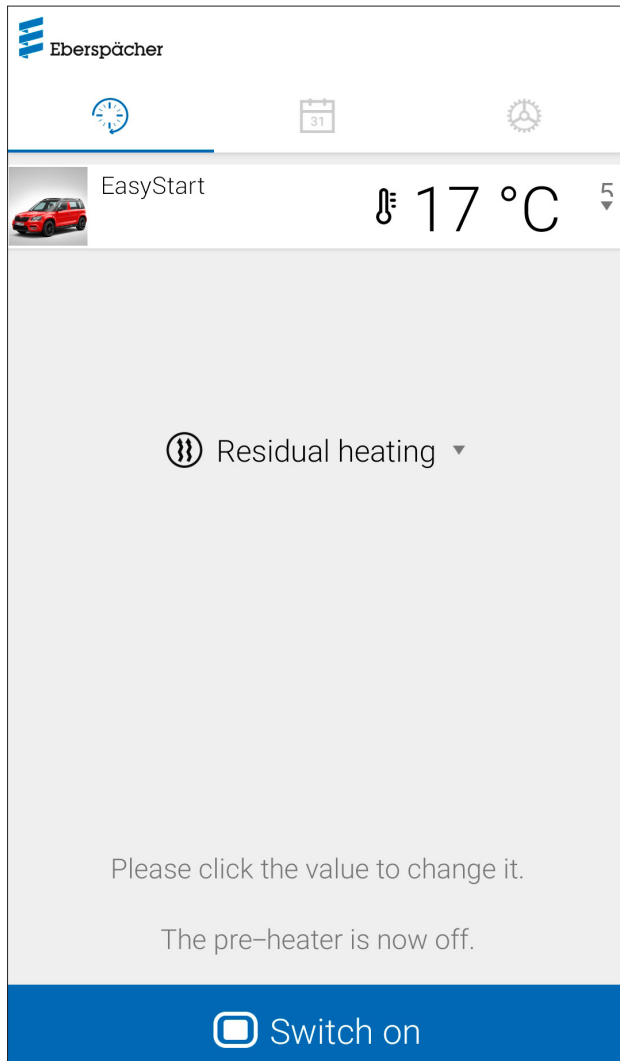 Eberspächer
31
EasyStart
17 °C
5
Residual heating
Please click the value to change it.
The pre-heater is now off.
Switch on